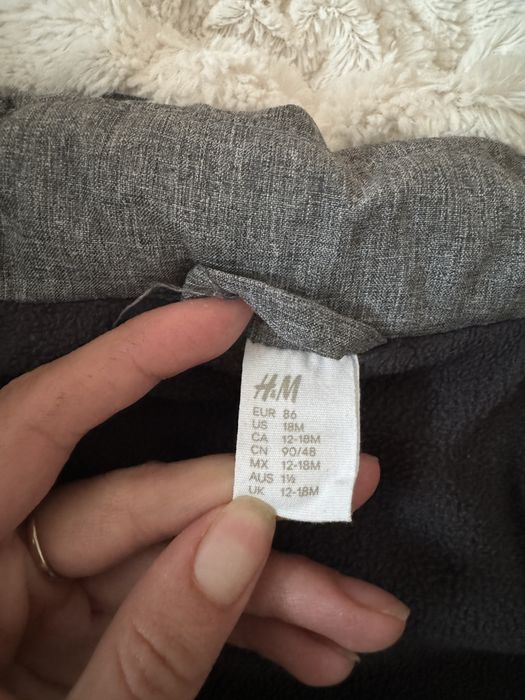 H&M
EUR 86
US 18M
CA 12-18M
CN 90/48
MX 12-18M
AUS 1½
UK 12-18M